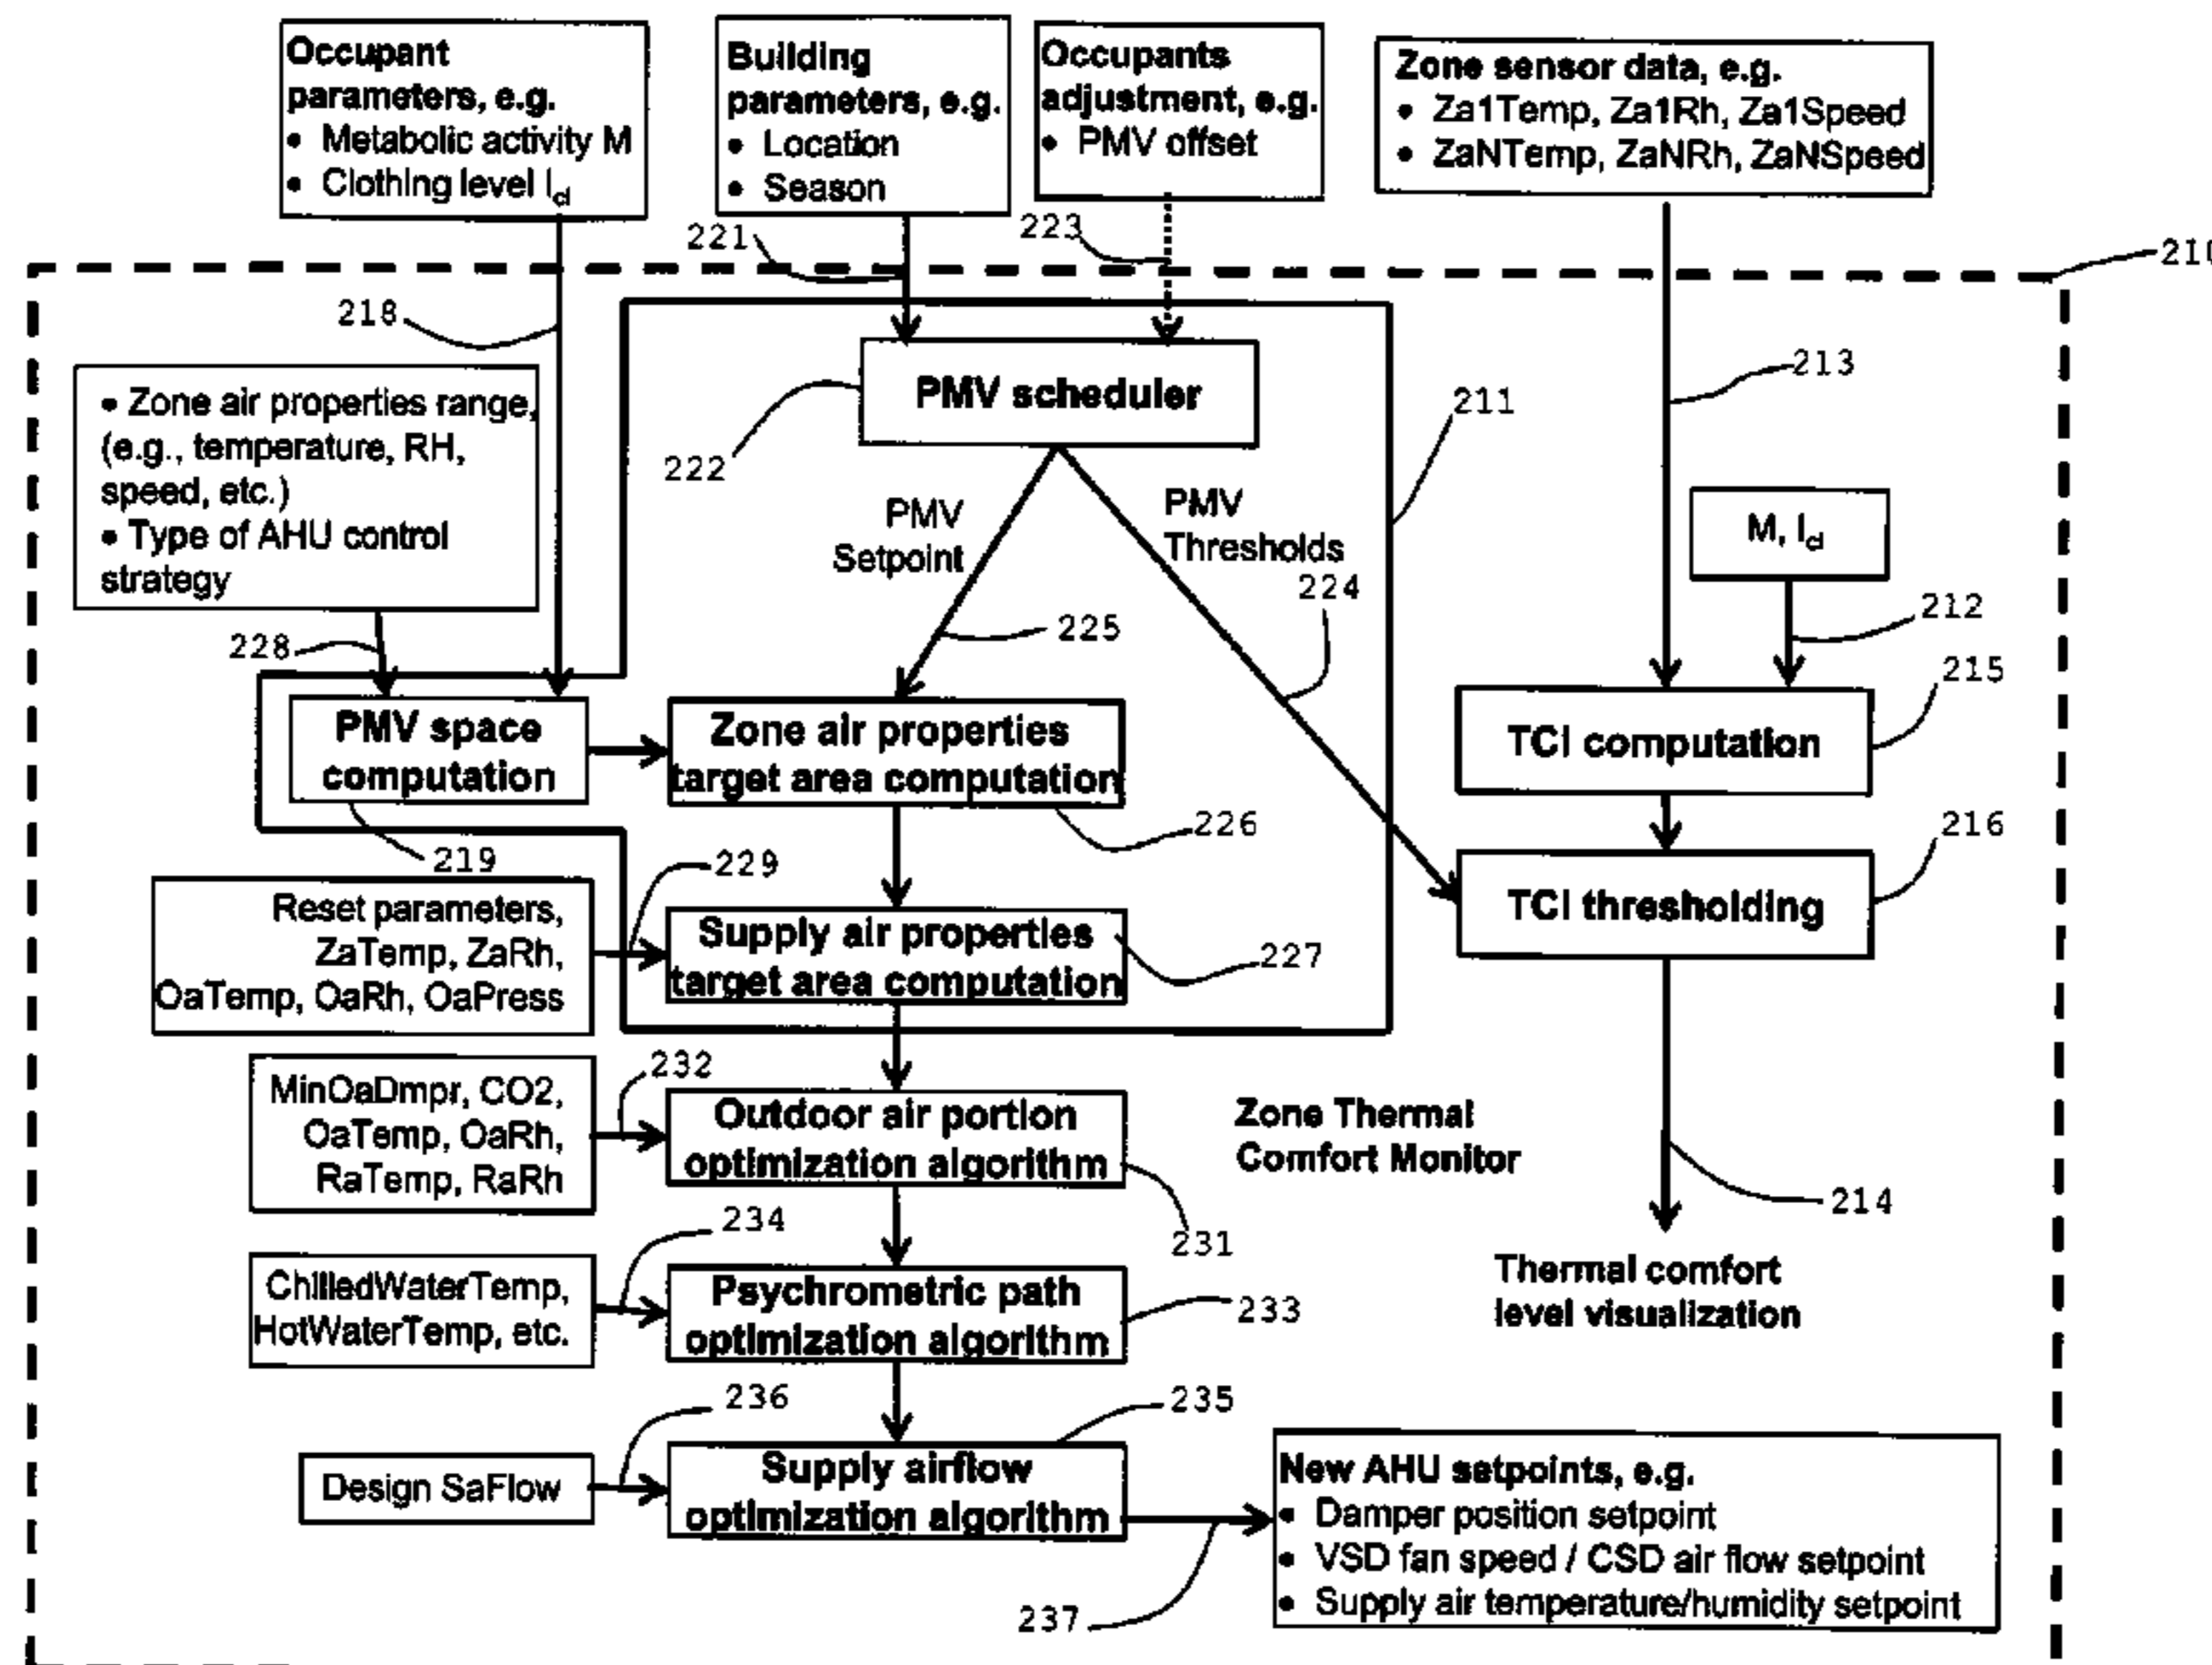 Occupant
parameters, e.g.
• Metabolic activity M
• Clothing level Icl
Building
parameters, e.g.
• Location
• Season
Occupants
adjustment, e.g.
• PMV offset
Zone sensor data, e.g.
• Za1Temp, Za1Rh, Za1Speed
• ZaNTemp, ZaNRh, ZaNSpeed
221
223
210
218
• Zone air properties range,
(e.g., temperature, RH,
speed, etc.)
• Type of AHU control
strategy
PMV scheduler
222
213
211
PMV
Setpoint
PMV
Thresholds
224
225
M, Icl
212
228
PMV space
computation
219
Zone air properties
target area computation
226
TCI computation
215
TCI thresholding
216
Reset parameters,
ZaTemp, ZaRh,
OaTemp, OaRh, OaPress
229
Supply air properties
target area computation
227
MinOaDmpr, CO2,
OaTemp, OaRh,
RaTemp, RaRh
232
Outdoor air portion
optimization algorithm
231
Zone Thermal
Comfort Monitor
214
Thermal comfort
level visualization
ChilledWaterTemp,
HotWaterTemp, etc.
234
Psychrometric path
optimization algorithm
233
Design SaFlow
236
Supply airflow
optimization algorithm
235
237
New AHU setpoints, e.g.
• Damper position setpoint
• VSD fan speed / CSD air flow setpoint
• Supply air temperature/humidity setpoint